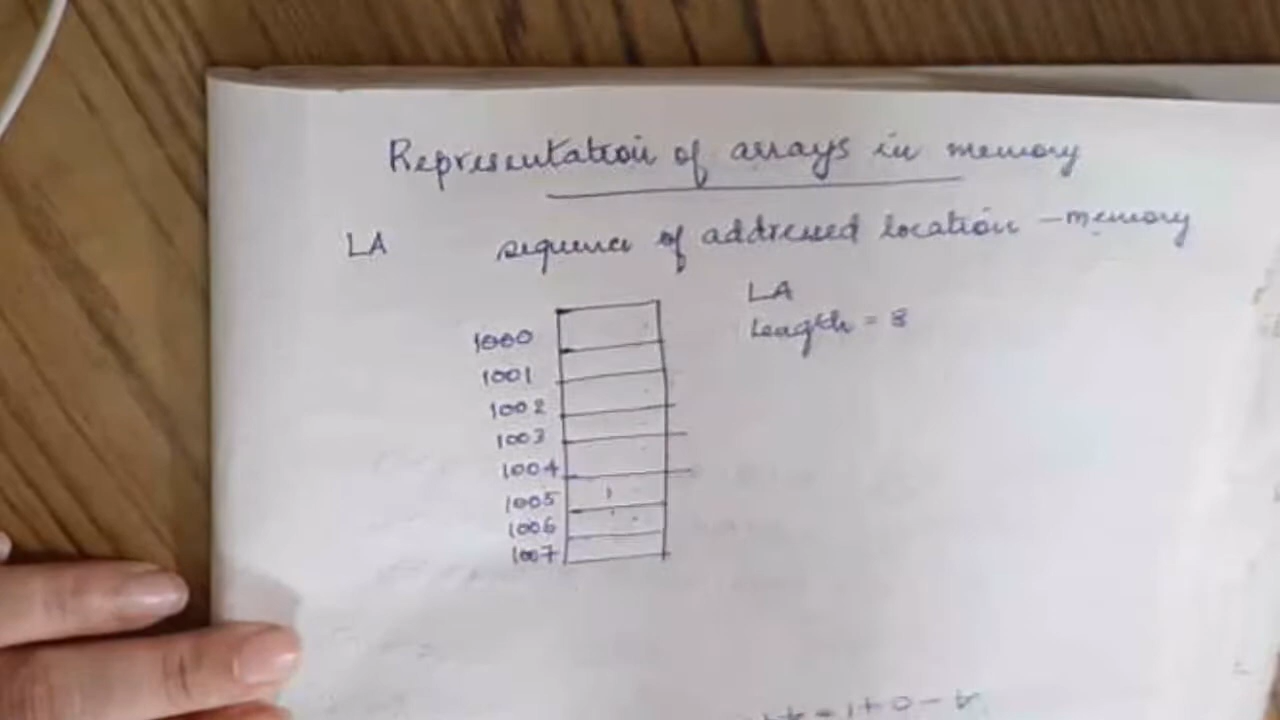 Representation of arrays in memory
LA
sequence of addressed location - memory
LA
Length = 8
1000
1001
1002
1003
1004
1005
1006
1007